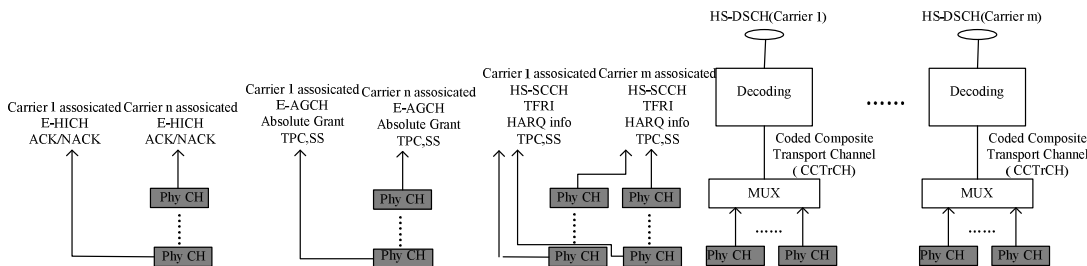 HS-DSCH(Carrier 1)
HS-DSCH(Carrier m)
Carrier 1 assosicated
E-HICH
ACK/NACK
Carrier n assosicated
E-HICH
ACK/NACK
Carrier 1 assosicated
E-AGCH
Absolute Grant
TPC,SS
Carrier n assosicated
E-AGCH
Absolute Grant
TPC,SS
Carrier 1 assosicated
HS-SCCH
TFRI
HARQ info
TPC,SS
Carrier m assosicated
HS-SCCH
TFRI
HARQ info
TPC,SS
Decoding
......
Decoding
Coded Composite
Transport Channel
( CCTrCH)
Coded Composite
Transport Channel
( CCTrCH)
MUX
MUX
Phy CH
Phy CH
Phy CH
Phy CH
......
......
Phy CH
Phy CH
Phy CH
Phy CH
Phy CH
Phy CH
Phy CH
Phy CH